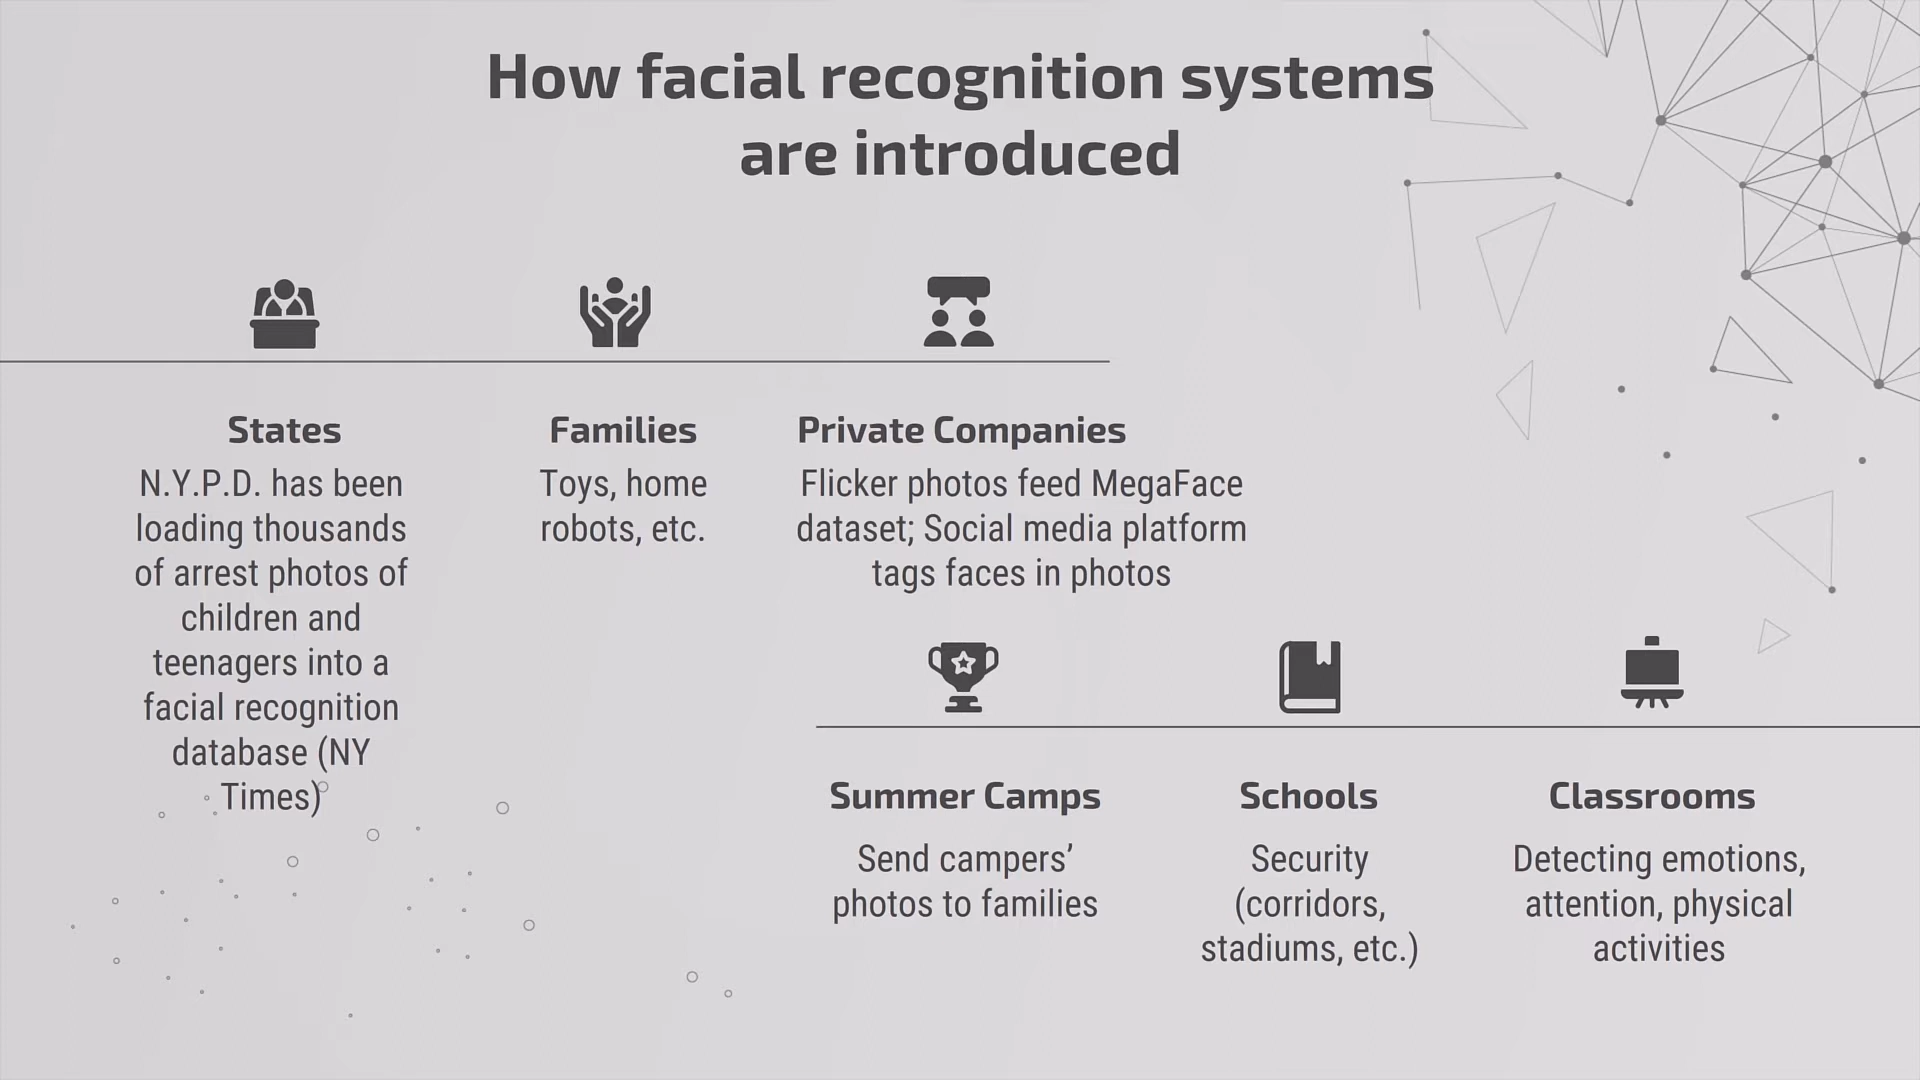 How facial recognition systems
are introduced
States
N.Y.P.D. has been
loading thousands
of arrest photos of
children and
teenagers into a
facial recognition
database (NY
Times)
Families
Toys, home
robots, etc.
Private Companies
Flicker photos feed MegaFace
dataset; Social media platform
tags faces in photos
Summer Camps
Send campers’
photos to families
Schools
Security
(corridors,
stadiums, etc.)
Classrooms
Detecting emotions,
attention, physical
activities